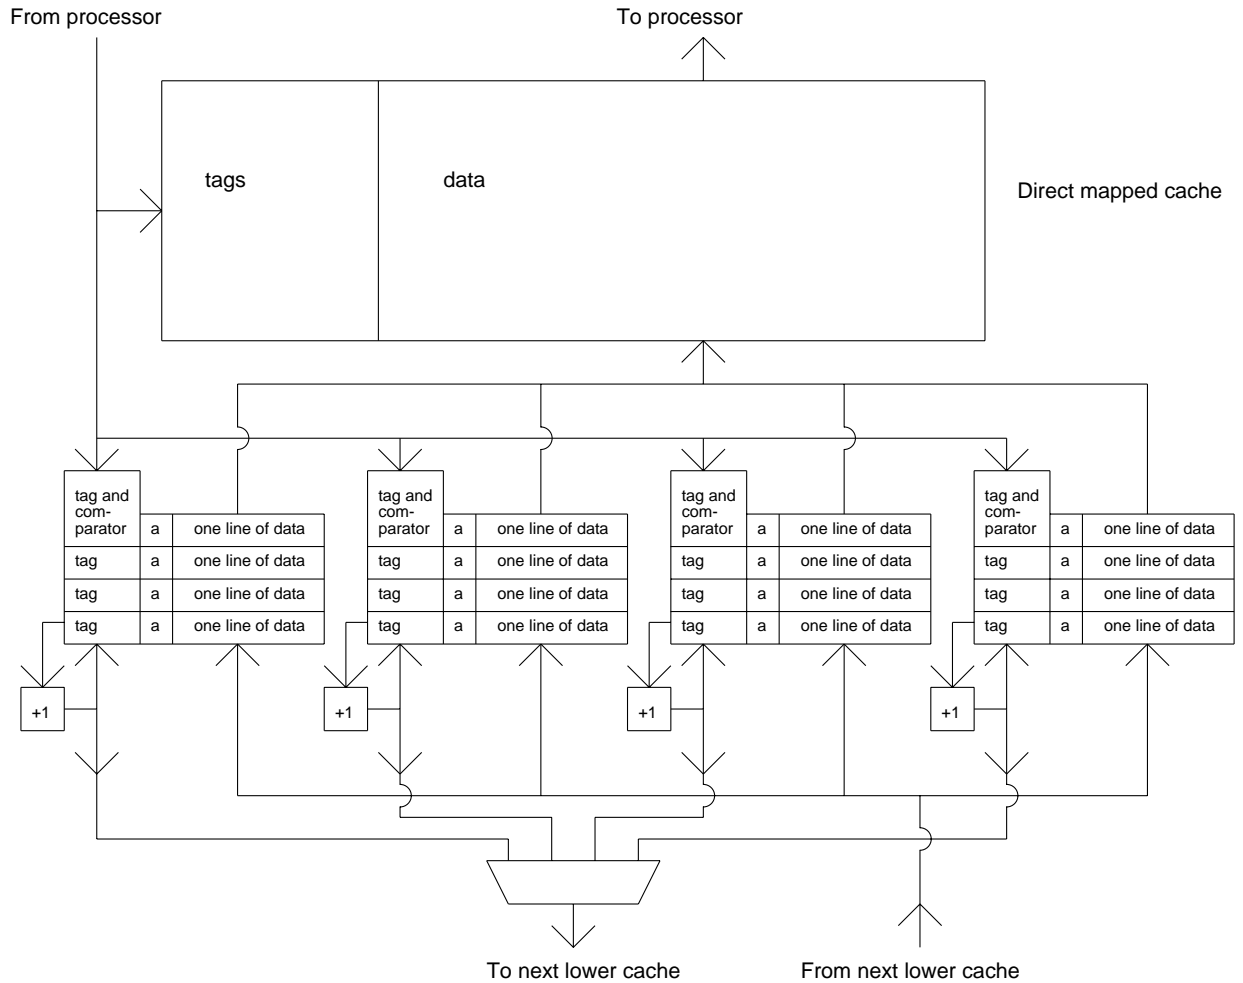 From processor
To processor
tags
data
Direct mapped cache
tag and
com-
parator
a
one line of data
tag
a
one line of data
tag
a
one line of data
tag
a
one line of data
+1
tag and
com-
parator
a
one line of data
tag
a
one line of data
tag
a
one line of data
tag
a
one line of data
+1
tag and
com-
parator
a
one line of data
tag
a
one line of data
tag
a
one line of data
tag
a
one line of data
+1
tag and
com-
parator
a
one line of data
tag
a
one line of data
tag
a
one line of data
tag
a
one line of data
+1
To next lower cache
From next lower cache